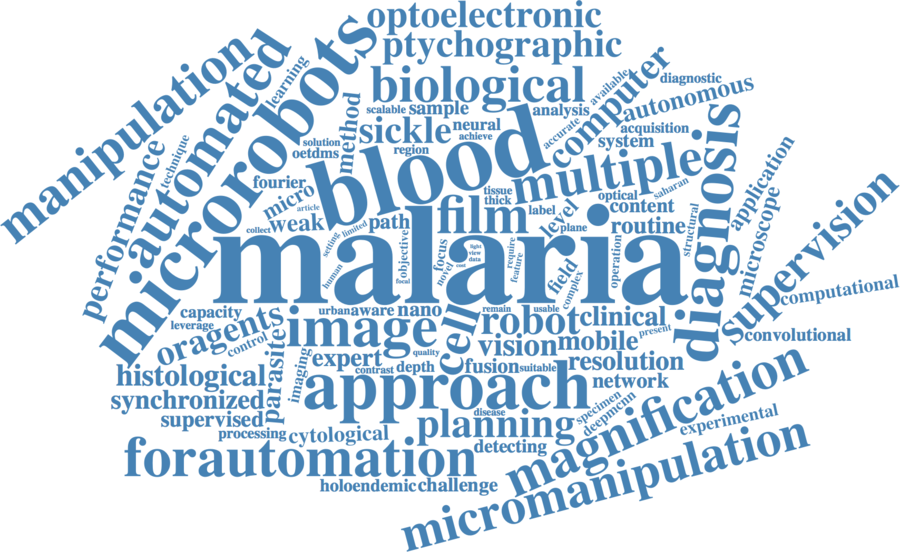 optoelectronic
ptychographic
manipulation
automated
microrobots
learning
biological
computer
available
diagnostic
autonomous
scalable
sample
analysis
method
sickle
neural
achieve
accurate
acquisition
system
solution
oetdms
region
blood
multiple
diagnosis
performance
technique
fourier
micro
article
tissue
thick
optical
saharan
application
collect
weak
path
film
label
level
plane
content
routine
structural
microscope
supervision
setting
limited
malaria
human
objective
focal
focus
novel
light
view
data
cost
require
feature
field
complex
operation
computational
capacity
leverage
oragents
control
urban
aware
nano
remain
usable
robot
clinical
present
convolutional
image
cell
vision
mobile
parasites
imaging
expert
contrast
quality
depth
fusion
suitable
resolution
histological
approach
network
synchronized
supervised
processing
cytological
disease
planning
detecting
specimen
deepmcnn
magnification
experimental
forautomation
holoendemic
challenge
micromanipulation